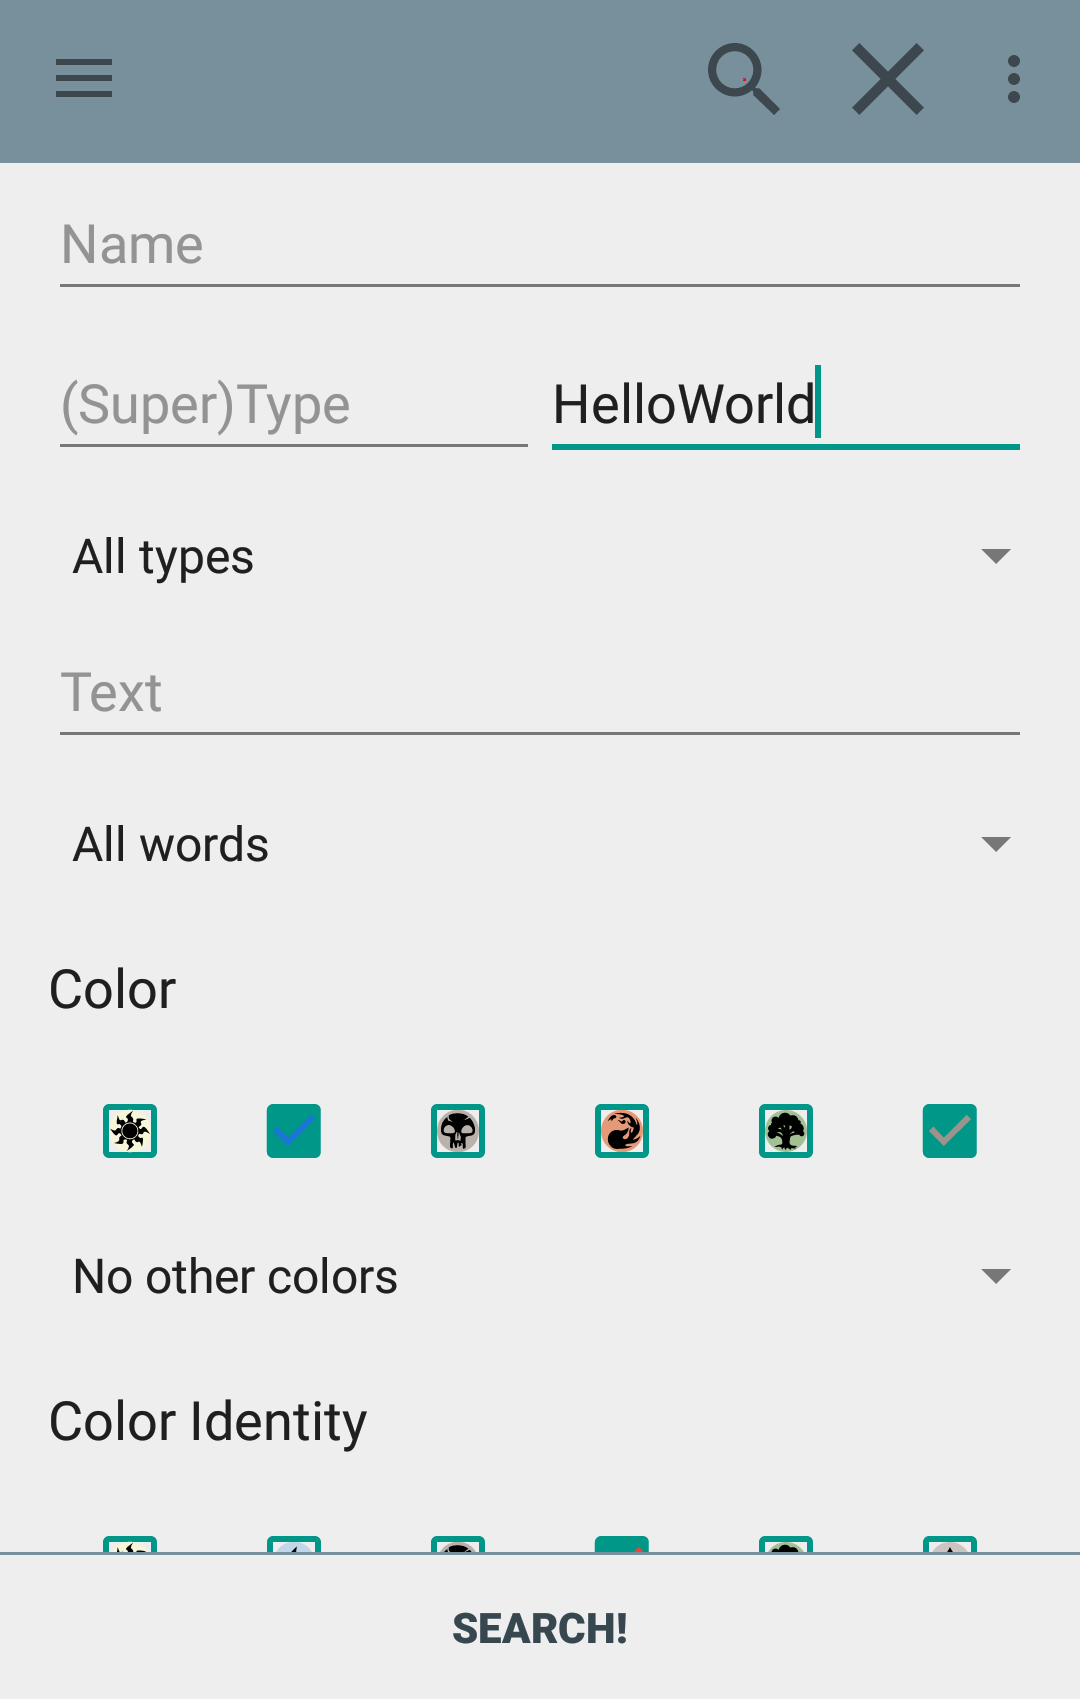 Name
(Super)Type HelloWorld
All types
Text
All words
Color
No other colors
Color Identity
SEARCH!